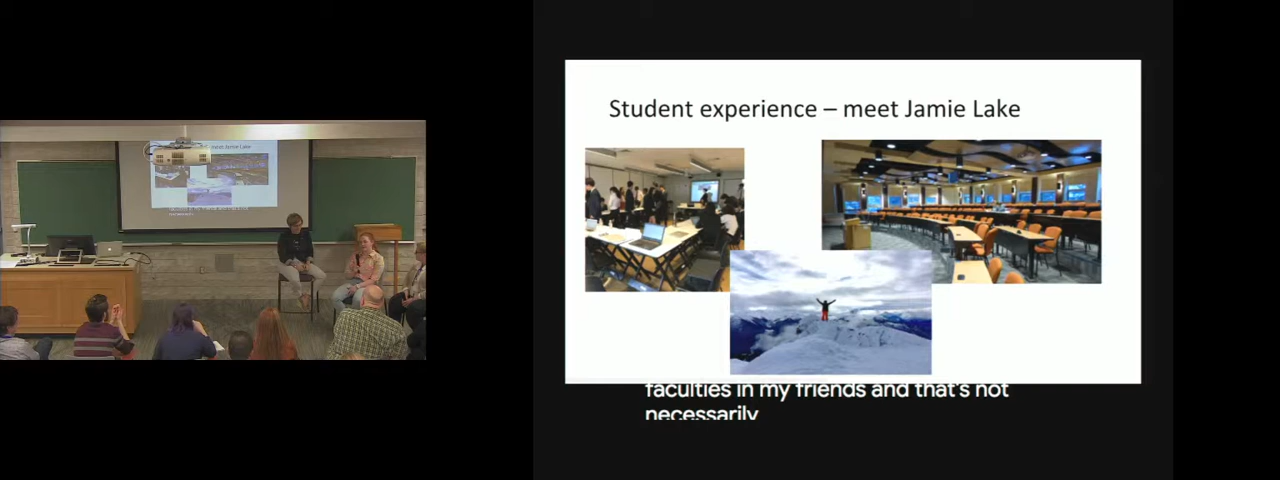 Student experience – meet Jamie Lake
faculties in my friends and that's not
necessarily